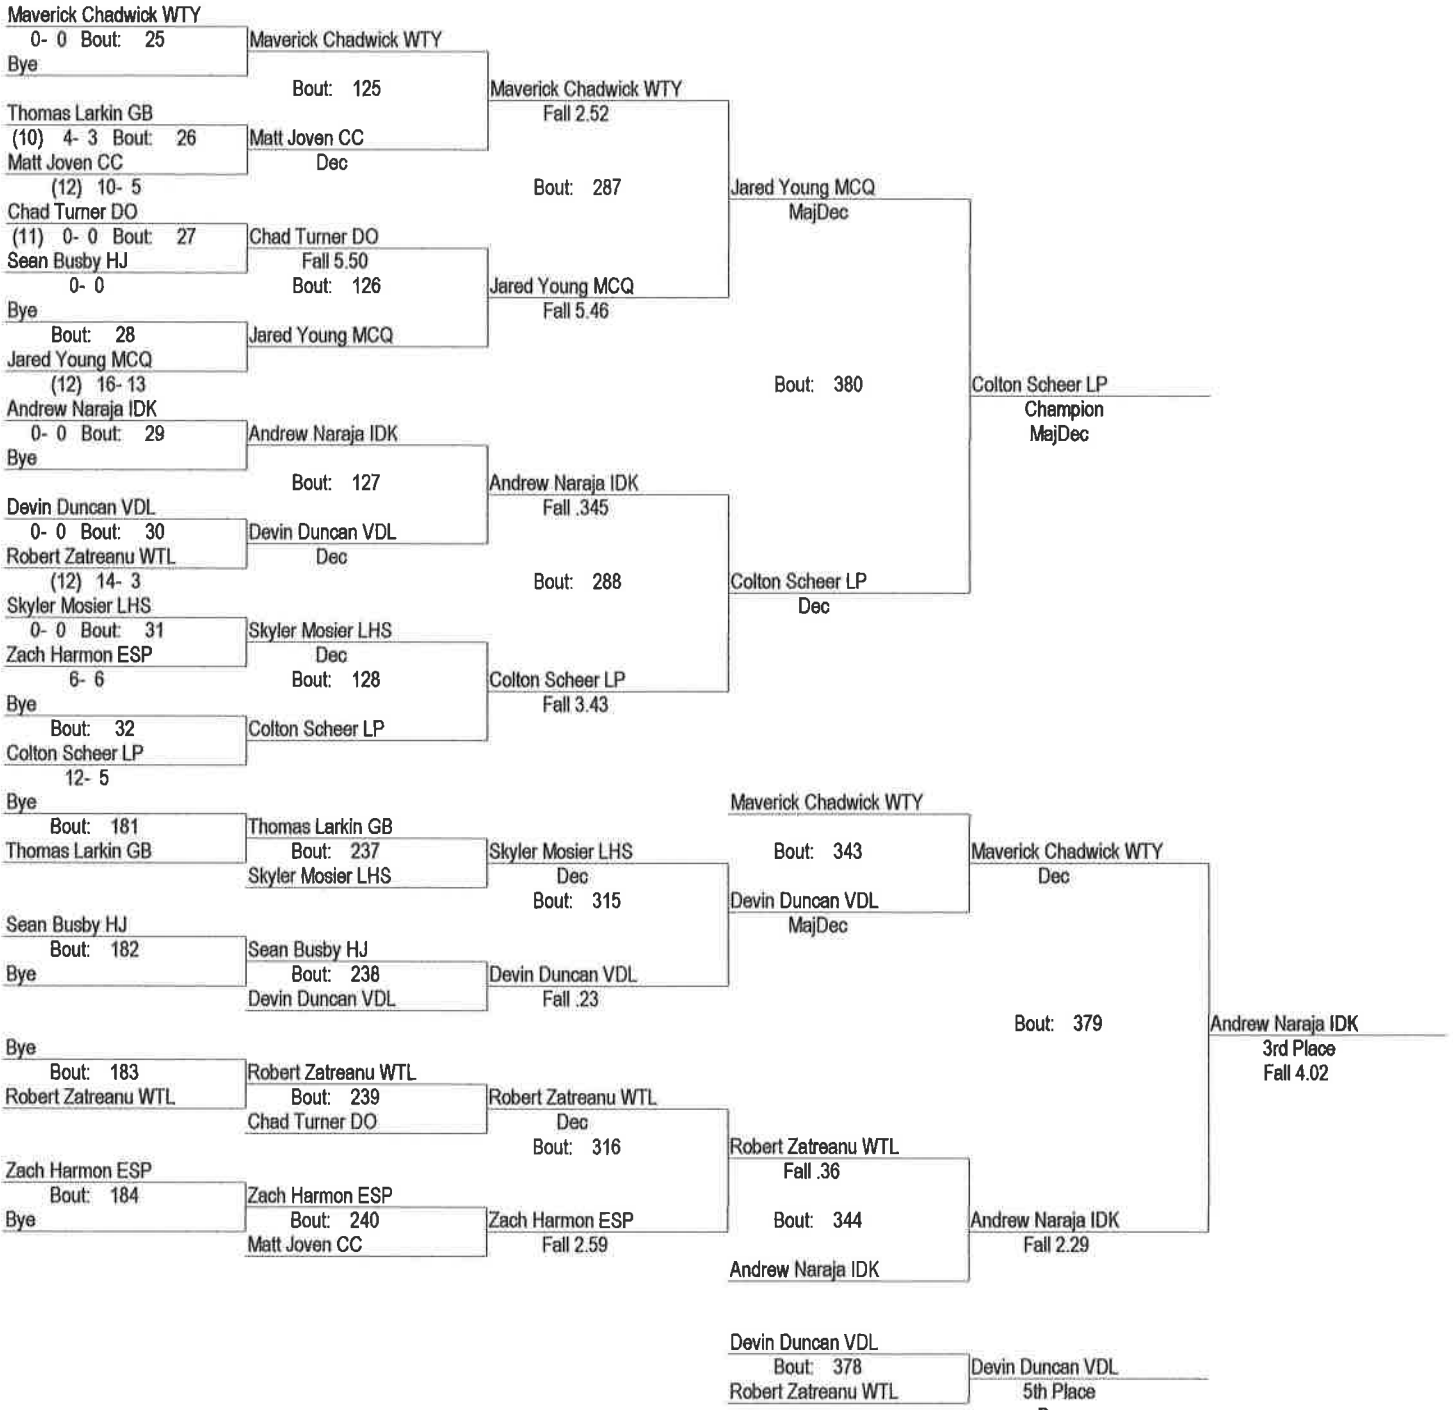 Maverick Chadwick WTY
0- 0 Bout: 25
Maverick Chadwick WTY
Bye
Bout: 125
Maverick Chadwick WTY
Thomas Larkin GB
Fall 2.52
(10) 4- 3 Bout: 26
Matt Joven CC
Matt Joven CC
Dec
(12) 10- 5
Bout: 287
Jared Young MCQ
Chad Turner DO
MajDec
(11) 0- 0 Bout: 27
Chad Turner DO
Sean Busby HJ
Fall 5.50
0- 0
Bout: 126
Jared Young MCQ
Bye
Fall 5.46
Bout: 28
Jared Young MCQ
Jared Young MCQ
(12) 16- 13
Bout: 380
Colton Scheer LP
Andrew Naraja IDK
Champion
0- 0 Bout: 29
Andrew Naraja IDK
MajDec
Bye
Bout: 127
Andrew Naraja IDK
Devin Duncan VDL
Fall .345
0- 0 Bout: 30
Devin Duncan VDL
Robert Zatreanu WTL
Dec
(12) 14- 3
Bout: 288
Colton Scheer LP
Skyler Mosier LHS
Dec
0- 0 Bout: 31
Skyler Mosier LHS
Zach Harmon ESP
Dec
6- 6
Bout: 128
Colton Scheer LP
Bye
Fall 3.43
Bout: 32
Colton Scheer LP
Colton Scheer LP
12- 5
Bye
Maverick Chadwick WTY
Bout: 181
Thomas Larkin GB
Thomas Larkin GB
Bout: 237
Skyler Mosier LHS
Bout: 343
Maverick Chadwick WTY
Skyler Mosier LHS
Dec
Dec
Bout: 315
Devin Duncan VDL
Sean Busby HJ
MajDec
Bout: 182
Sean Busby HJ
Bye
Bout: 238
Devin Duncan VDL
Devin Duncan VDL
Fall .23
Bout: 379
Andrew Naraja IDK
Bye
3rd Place
Bout: 183
Robert Zatreanu WTL
Fall 4.02
Robert Zatreanu WTL
Bout: 239
Robert Zatreanu WTL
Chad Turner DO
Dec
Bout: 316
Robert Zatreanu WTL
Zach Harmon ESP
Fall .36
Bout: 184
Zach Harmon ESP
Bye
Bout: 240
Zach Harmon ESP
Bout: 344
Andrew Naraja IDK
Matt Joven CC
Fall 2.59
Fall 2.29
Andrew Naraja IDK
Devin Duncan VDL
Bout: 378
Devin Duncan VDL
Robert Zatreanu WTL
5th Place